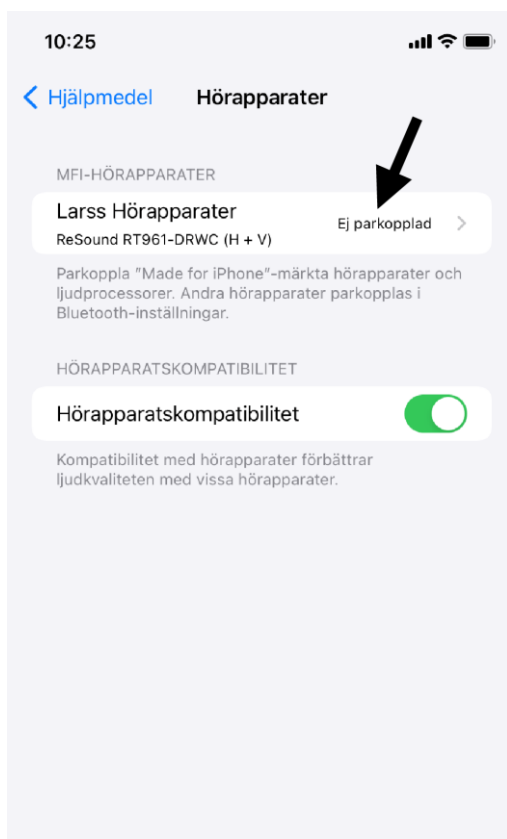 10:25
Hjälpmedel Hörapparater
MFI-HÖRAPPARATER
Larss Hörapparater
ReSound RT961-DRWC (H + V)
Ej parkopplad
Parkoppla "Made for iPhone"-märkta hörapparater och
ljudprocessorer. Andra hörapparater parkopplas i
Bluetooth-inställningar.
HÖRAPPARATSKOMPATIBILITET
Hörapparatskompatibilitet
Kompatibilitet med hörapparater förbättrar
ljudkvaliteten med vissa hörapparater.